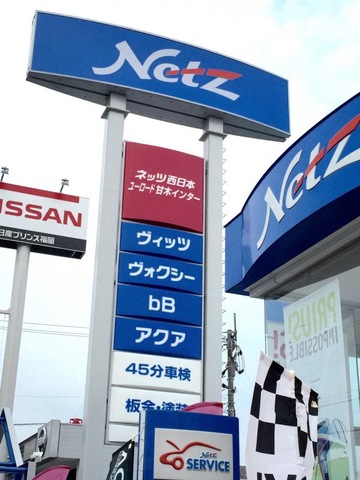 Netz
ネッツ西日本
ユーロード甘木インター
ヴィッツ
ヴォクシー
bB
アクア
45分車検
板金・塗装
Netz
SERVICE
NISSAN
日産プリンス福岡
Netz
PRIUS!
IMPOSSIBLE